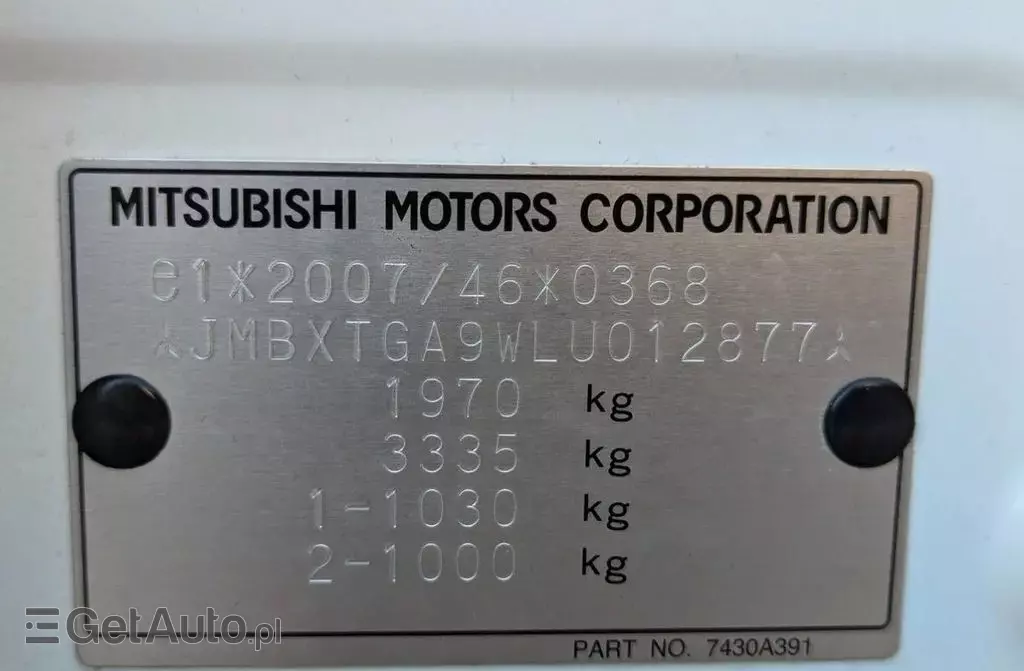 MITSUBISHI MOTORS CORPORATION
e1*2007/46*0368
JMBXTGA9WLU012877
1970 kg
3335 kg
1-1030 kg
2-1000 kg
PART NO. 7430A391
GetAuto.pl